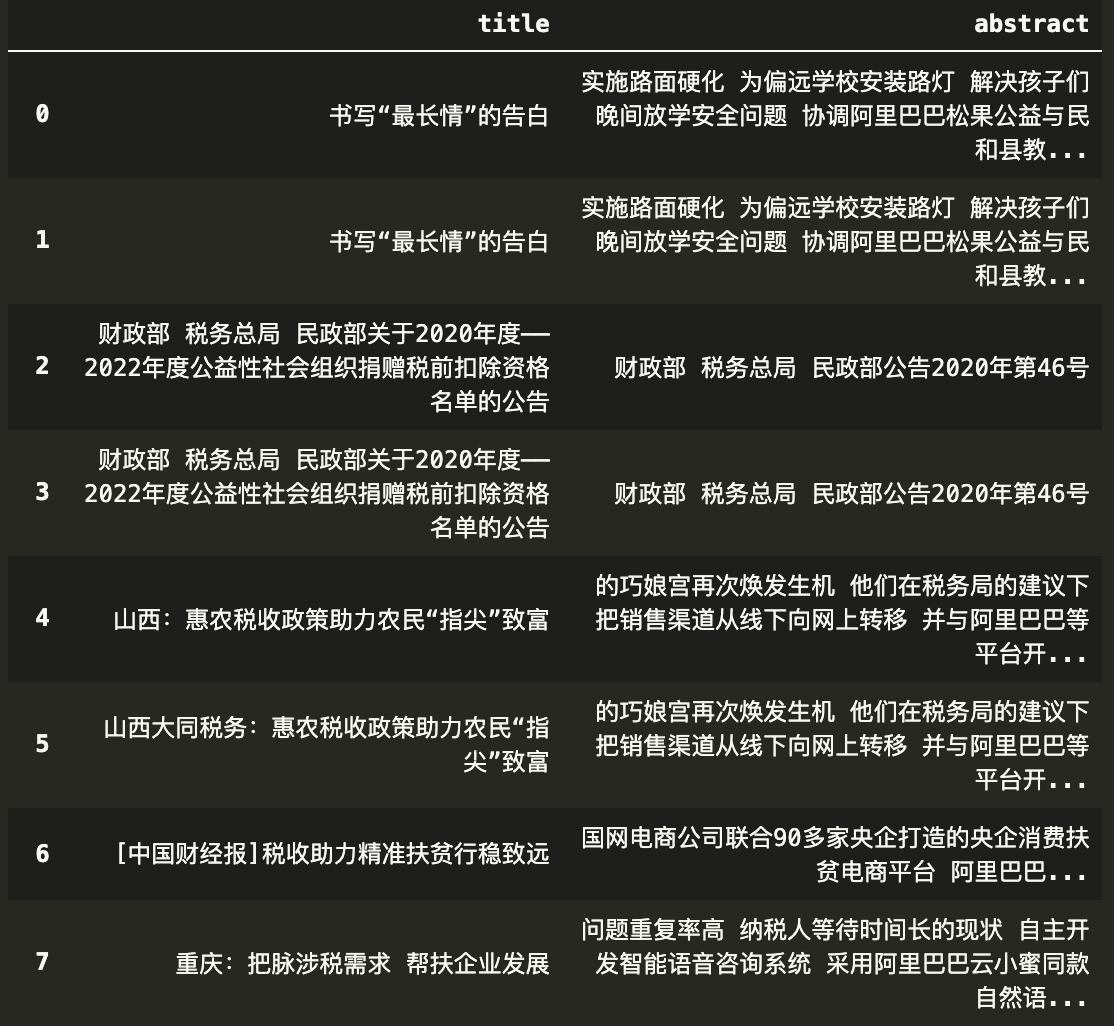 title abstract
0 书写“最长情”的告白 实施路面硬化 为偏远学校安装路灯 解决孩子们
晚间放学安全问题 协调阿里巴巴松果公益与民
和县教...
1 书写“最长情”的告白 实施路面硬化 为偏远学校安装路灯 解决孩子们
晚间放学安全问题 协调阿里巴巴松果公益与民
和县教...
2 财政部 税务总局 民政部关于2020年度——
2022年度公益性社会组织捐赠税前扣除资格
名单的公告
财政部 税务总局 民政部公告2020年第46号
3 财政部 税务总局 民政部关于2020年度——
2022年度公益性社会组织捐赠税前扣除资格
名单的公告
财政部 税务总局 民政部公告2020年第46号
4 山西：惠农税收政策助力农民“指尖”致富
的巧娘宫再次焕发生机 他们在税务局的建议下
把销售渠道从线下向网上转移 并与阿里巴巴等
平台开...
5 山西大同税务：惠农税收政策助力农民“指
尖”致富
的巧娘宫再次焕发生机 他们在税务局的建议下
把销售渠道从线下向网上转移 并与阿里巴巴等
平台开...
6 [中国财经报]税收助力精准扶贫行稳致远
国网电商公司联合90多家央企打造的央企消费扶
贫电商平台 阿里巴巴...
7 重庆：把脉涉税需求 帮扶企业发展
问题重复率高 纳税人等待时间长的现状 自主开
发智能语音咨询系统 采用阿里巴巴云小蜜同款
自然语...